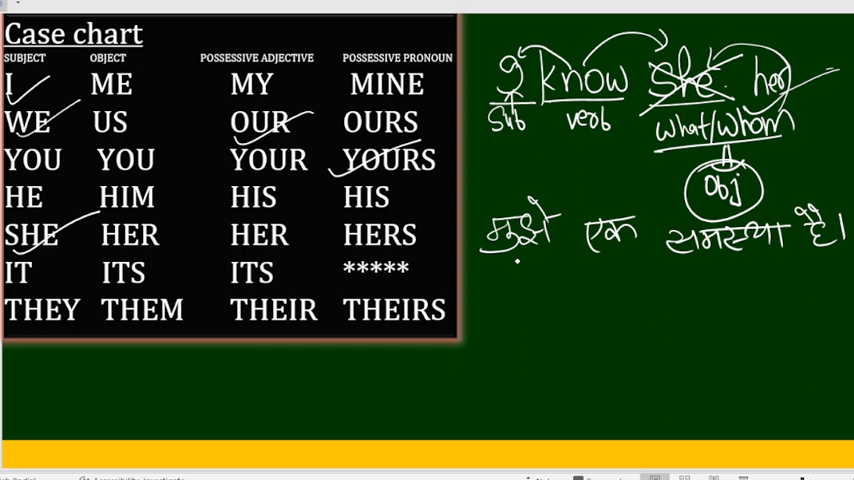 Case chart
SUBJECT OBJECT POSSESSIVE ADJECTIVE POSSESSIVE PRONOUN
I ME MY MINE
WE US OUR OURS
YOU YOU YOUR YOURS
HE HIM HIS HIS
SHE HER HER HERS
IT ITS ITS *****
THEY THEM THEIR THEIRS
I know she her
Sub verb what/whom
Obj
मुझे एक समस्या है।
Accessibility: Investigate